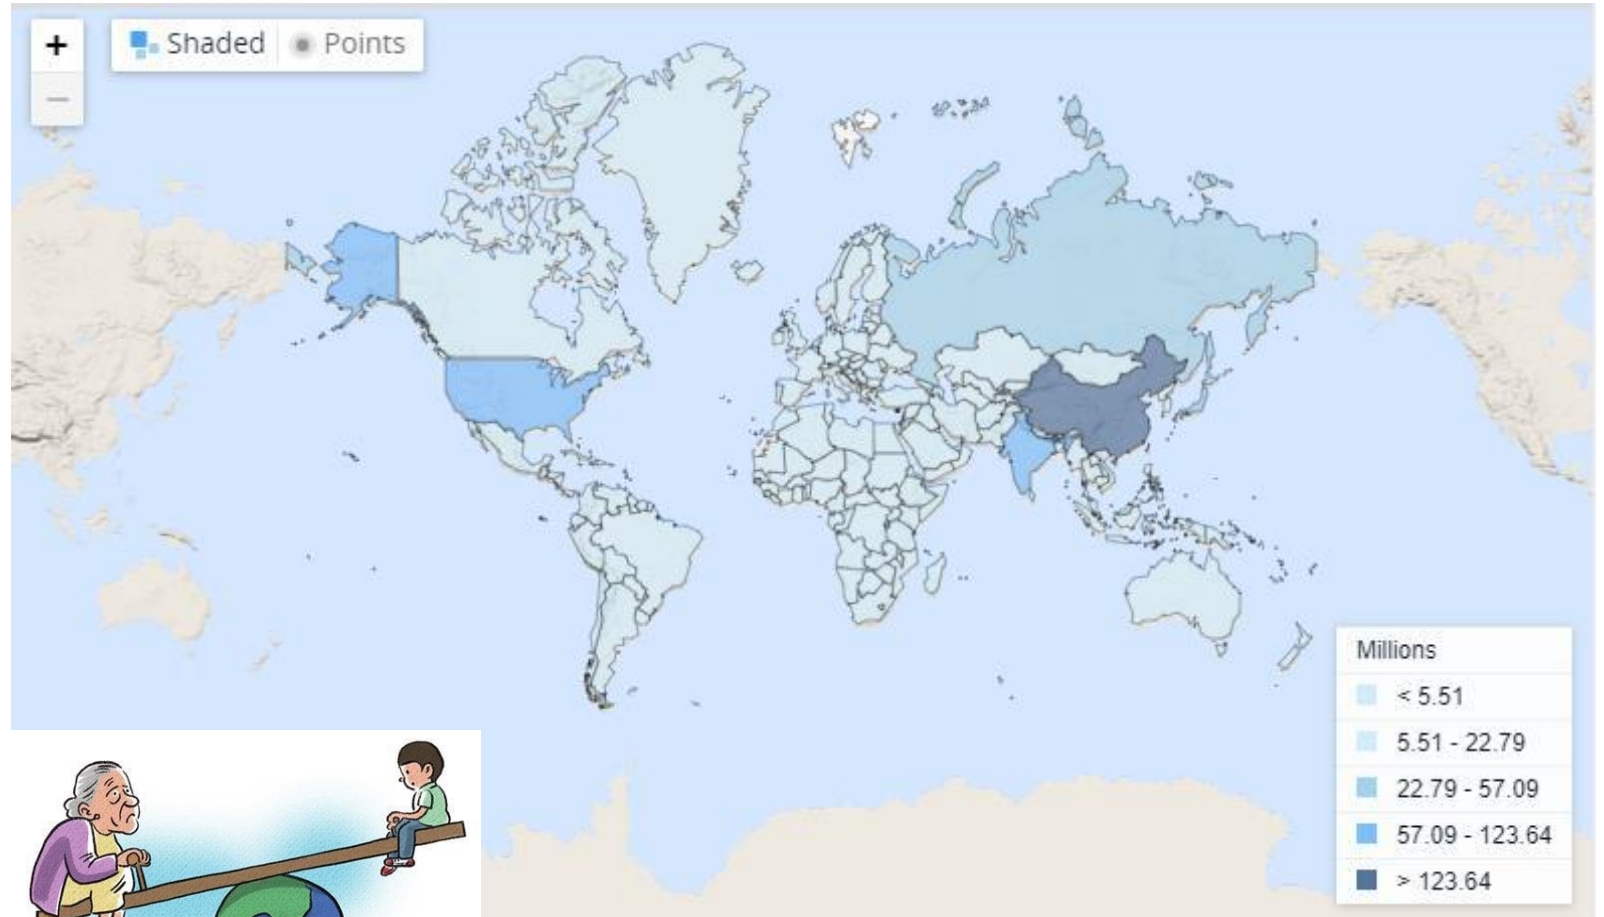 +
Shaded
Points
−
Millions
< 5.51
5.51 - 22.79
22.79 - 57.09
57.09 - 123.64
> 123.64